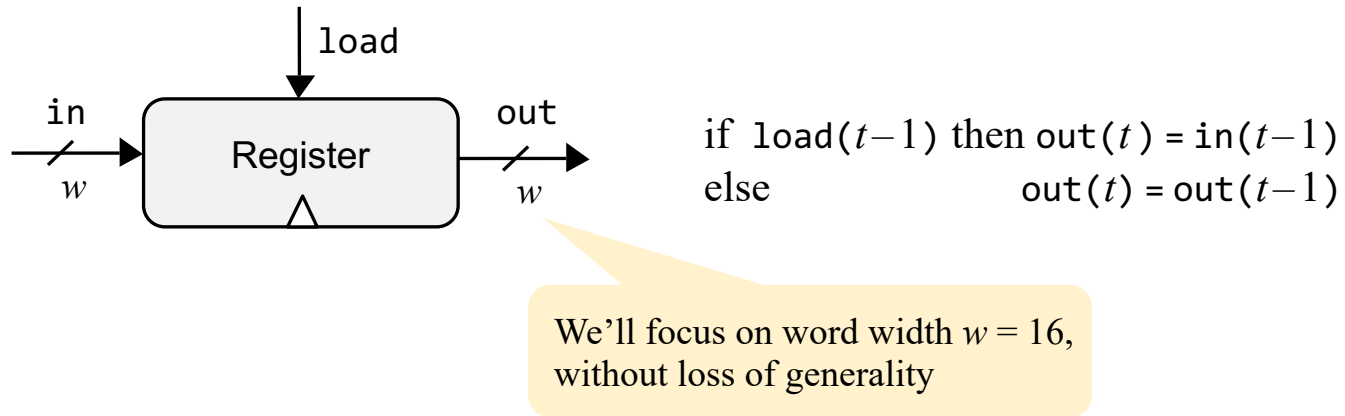 load
in
out
Register
w
w
if load(t–1) then out(t) = in(t–1)
else out(t) = out(t–1)
We’ll focus on word width w = 16,
without loss of generality